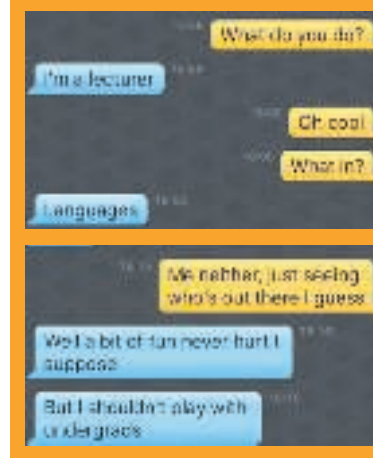 What do you do?
I'm a lecturer
Oh cool
What in?
Languages
Me neither, just seeing
who's out there I guess
Well a bit of fun never hurt I
suppose
But I shouldn't play with
undergrads